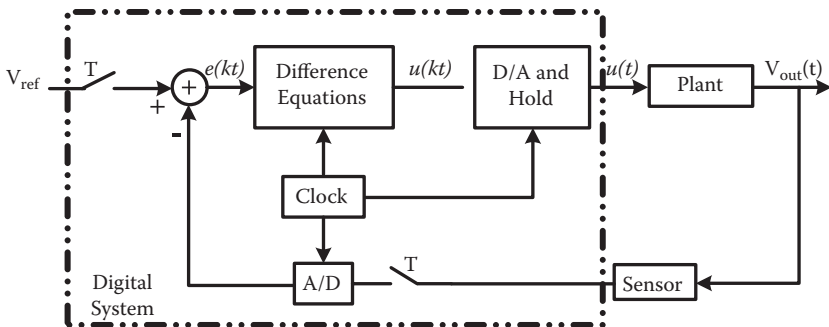 V_ref
T
+
-
+
e(kt)
Difference
Equations
u(kt)
D/A and
Hold
u(t)
Plant
V_out(t)
Clock
A/D
T
Sensor
Digital
System